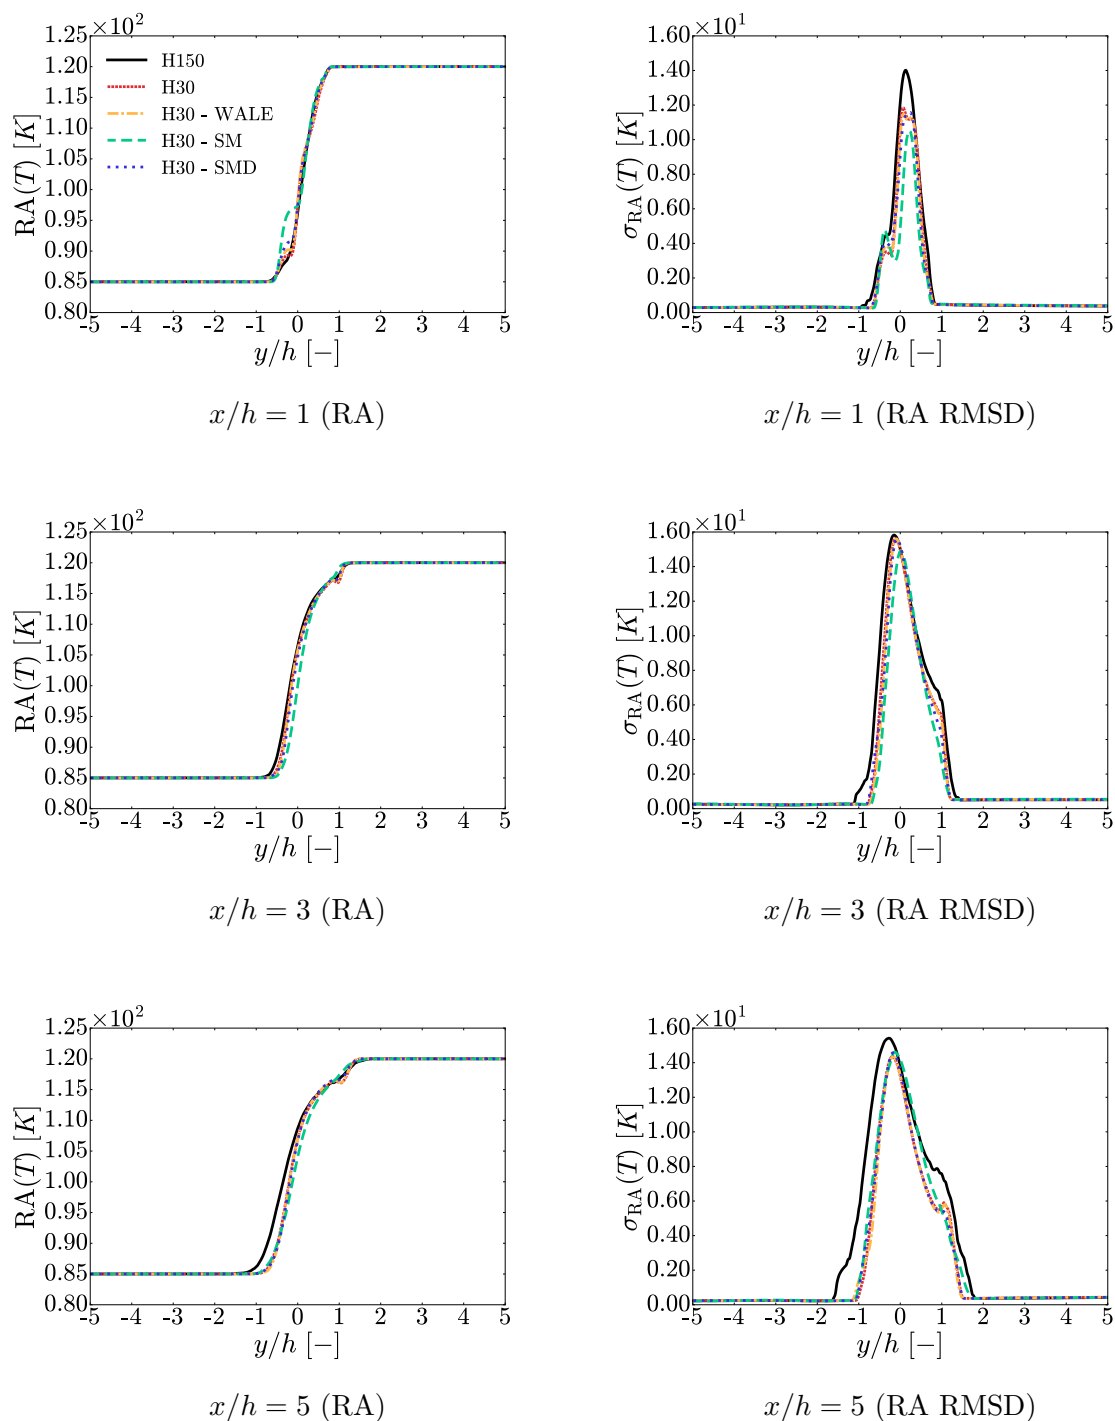 ×10² ×10¹
1.25 1.60
1.20 1.40
1.15 1.20
1.10 1.00
1.05 0.80
1.00 0.60
0.95 0.40
0.90 0.20
0.85 0.00
0.80
H150
H30
H30 - WALE
H30 - SM
H30 - SMD
RA(T) [K] σRA(T) [K]
-5 -4 -3 -2 -1 0 1 2 3 4 5 -5 -4 -3 -2 -1 0 1 2 3 4 5
y/h [−] y/h [−]
x/h = 1 (RA) x/h = 1 (RA RMSD)
×10² ×10¹
1.25 1.60
1.20 1.40
1.15 1.20
1.10 1.00
1.05 0.80
1.00 0.60
0.95 0.40
0.90 0.20
0.85 0.00
0.80
RA(T) [K] σRA(T) [K]
-5 -4 -3 -2 -1 0 1 2 3 4 5 -5 -4 -3 -2 -1 0 1 2 3 4 5
y/h [−] y/h [−]
x/h = 3 (RA) x/h = 3 (RA RMSD)
×10² ×10¹
1.25 1.60
1.20 1.40
1.15 1.20
1.10 1.00
1.05 0.80
1.00 0.60
0.95 0.40
0.90 0.20
0.85 0.00
0.80
RA(T) [K] σRA(T) [K]
-5 -4 -3 -2 -1 0 1 2 3 4 5 -5 -4 -3 -2 -1 0 1 2 3 4 5
y/h [−] y/h [−]
x/h = 5 (RA) x/h = 5 (RA RMSD)